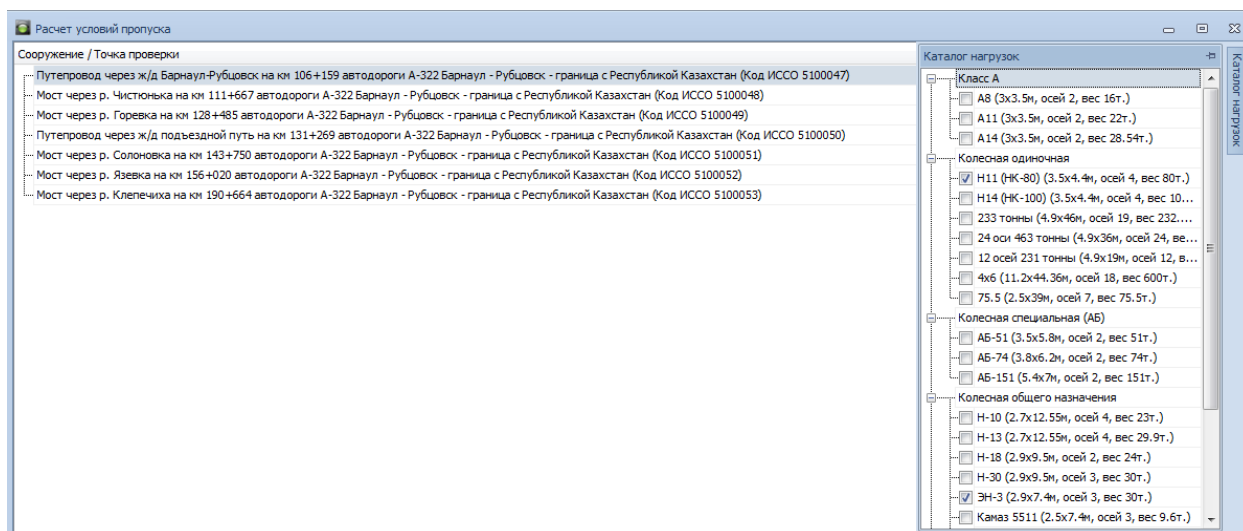 Расчет условий пропуска
Сооружение / Точка проверки
Путепровод через ж/д Барнаул-Рубцовск на км 106+159 автодороги А-322 Барнаул - Рубцовск - граница с Республикой Казахстан (Код ИССО 5100047)
Мост через р. Чистюнька на км 111+667 автодороги А-322 Барнаул - Рубцовск - граница с Республикой Казахстан (Код ИССО 5100048)
Мост через р. Горевка на км 128+485 автодороги А-322 Барнаул - Рубцовск - граница с Республикой Казахстан (Код ИССО 5100049)
Путепровод через ж/д подъездной путь на км 131+269 автодороги А-322 Барнаул - Рубцовск - граница с Республикой Казахстан (Код ИССО 5100050)
Мост через р. Солоновка на км 143+750 автодороги А-322 Барнаул - Рубцовск - граница с Республикой Казахстан (Код ИССО 5100051)
Мост через р. Язевка на км 156+020 автодороги А-322 Барнаул - Рубцовск - граница с Республикой Казахстан (Код ИССО 5100052)
Мост через р. Клепечиха на км 190+664 автодороги А-322 Барнаул - Рубцовск - граница с Республикой Казахстан (Код ИССО 5100053)
Каталог нагрузок
Класс А
А8 (3х3.5м, осей 2, вес 16т.)
А11 (3х3.5м, осей 2, вес 22т.)
А14 (3х3.5м, осей 2, вес 28.54т.)
Колесная одиночная
Н11 (НК-80) (3.5х4.4м, осей 4, вес 80т.)
Н14 (НК-100) (3.5х4.4м, осей 4, вес 10...
233 тонны (4.9х46м, осей 19, вес 232....
24 оси 463 тонны (4.9х36м, осей 24, ве...
12 осей 231 тонны (4.9х19м, осей 12, в...
4х6 (11.2х44.36м, осей 18, вес 600т.)
75.5 (2.5х39м, осей 7, вес 75.5т.)
Колесная специальная (АБ)
АБ-51 (3.5х5.8м, осей 2, вес 51т.)
АБ-74 (3.8х6.2м, осей 2, вес 74т.)
АБ-151 (5.4х7м, осей 2, вес 151т.)
Колесная общего назначения
Н-10 (2.7х12.55м, осей 4, вес 23т.)
Н-13 (2.7х12.55м, осей 4, вес 29.9т.)
Н-18 (2.9х9.5м, осей 2, вес 24т.)
Н-30 (2.9х9.5м, осей 3, вес 30т.)
ЭН-3 (2.9х7.4м, осей 3, вес 30т.)
Камаз 5511 (2.5х7.4м, осей 3, вес 9.6т.)
Каталог нагрузок